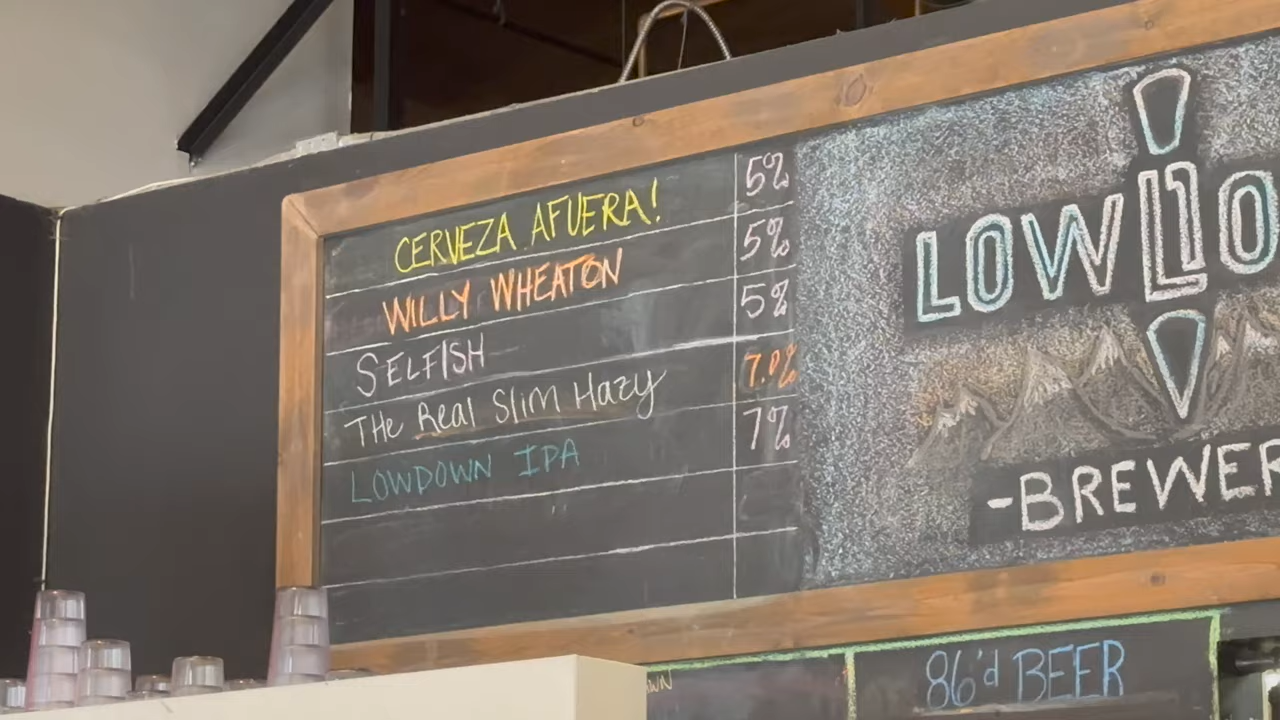 CERVEZA AFUERA! 5%
WILLY WHEATON 5%
SELFISH 5%
THe Real Slim Hazy 7.0%
LOWDOWN IPA 7%
LOW
-BREWER
86'd BEER